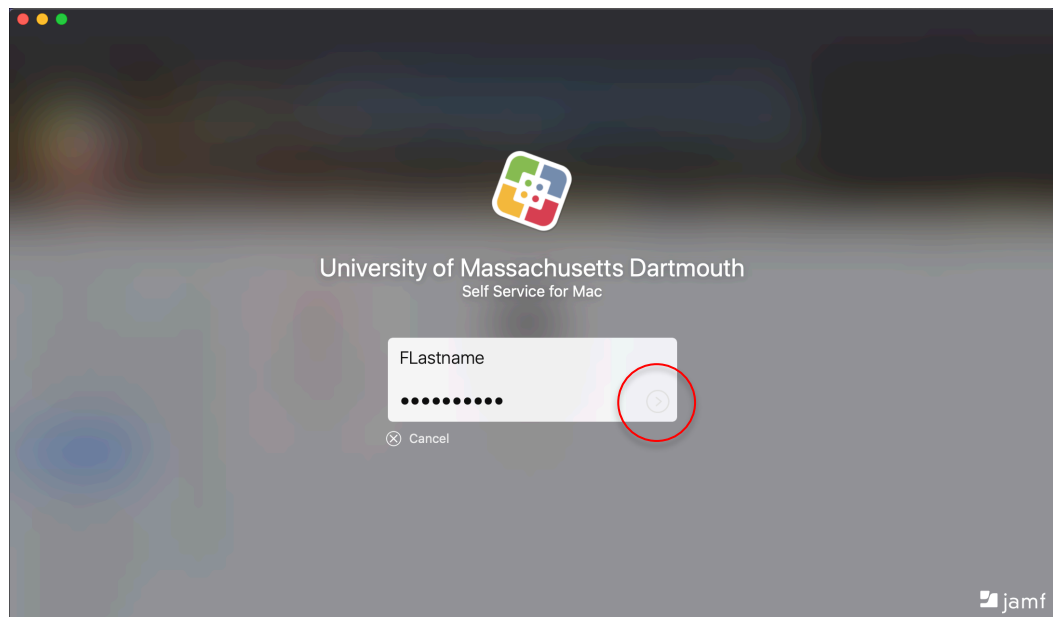 University of Massachusetts Dartmouth
Self Service for Mac
FLastname
●●●●●●●●●●
Cancel
jamf